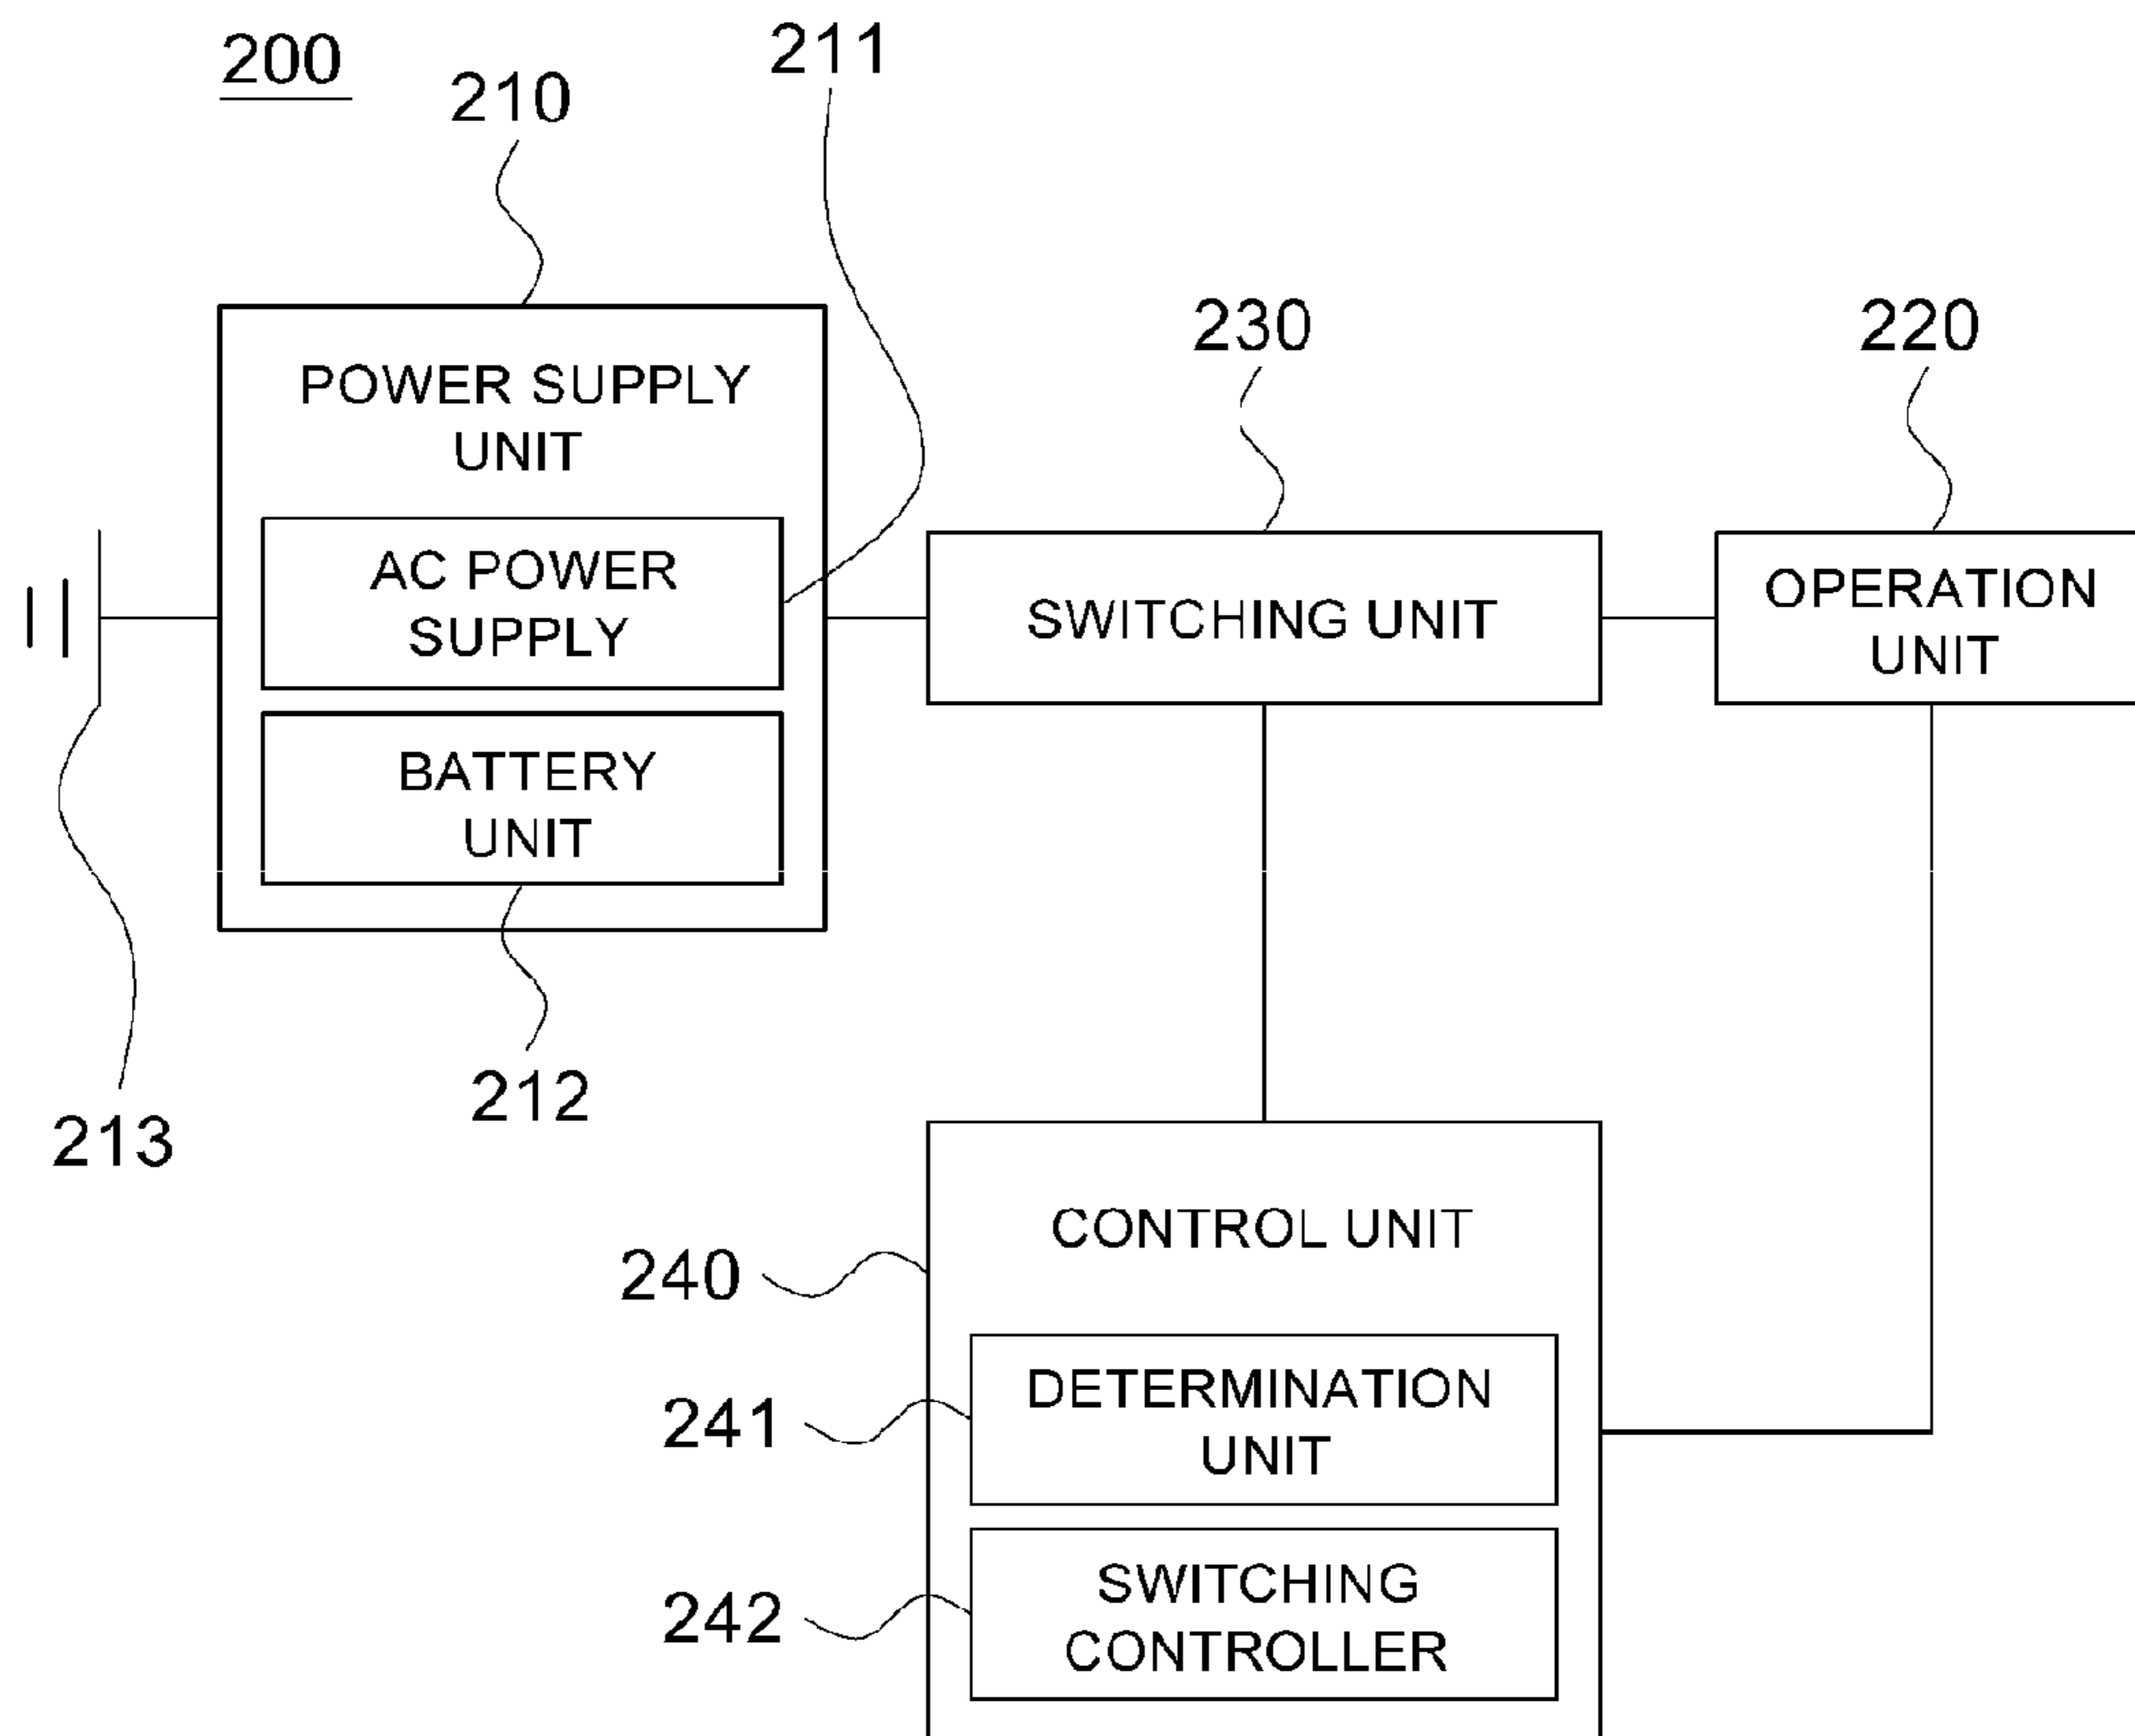 200
210
211
POWER SUPPLY
UNIT
230
220
AC POWER
SUPPLY
SWITCHING UNIT
OPERATION
UNIT
BATTERY
UNIT
212
213
CONTROL UNIT
240
DETERMINATION
UNIT
241
SWITCHING
CONTROLLER
242